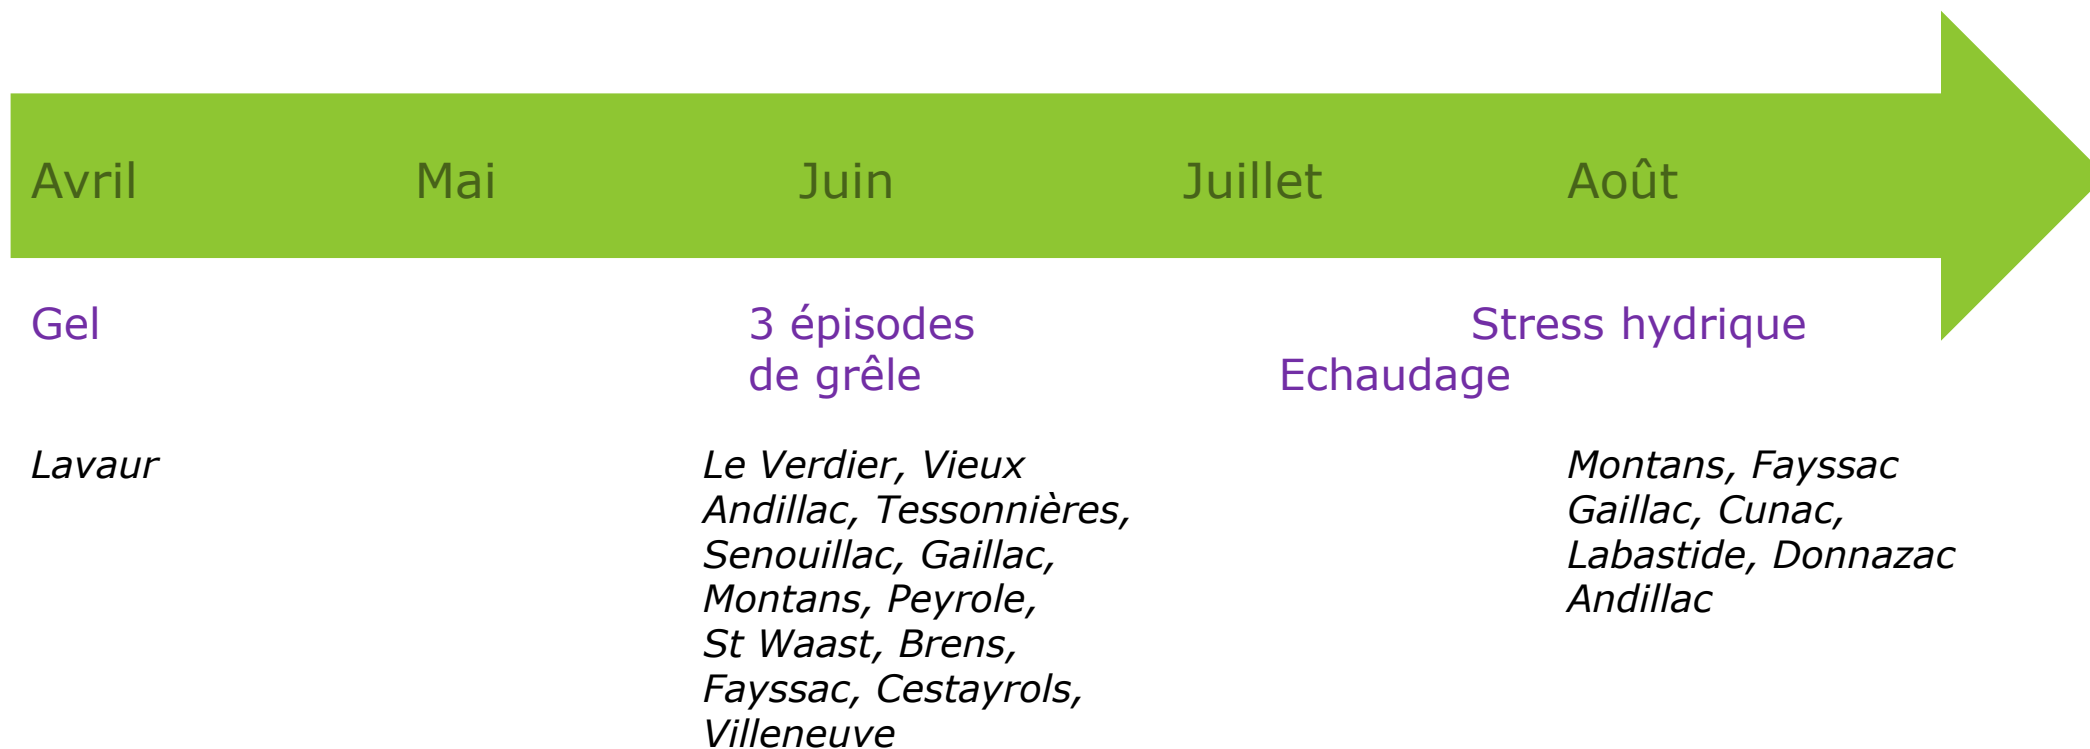 Avril Mai Juin Juillet Août
Gel 3 épisodes Stress hydrique
de grêle Echaudage
Lavaur Le Verdier, Vieux Montans, Fayssac
Andillac, Tessonnières, Gaillac, Cunac,
Senouillac, Gaillac, Labastide, Donnazac
Montans, Peyrole, Andillac
St Waast, Brens,
Fayssac, Cestayrols,
Villeneuve